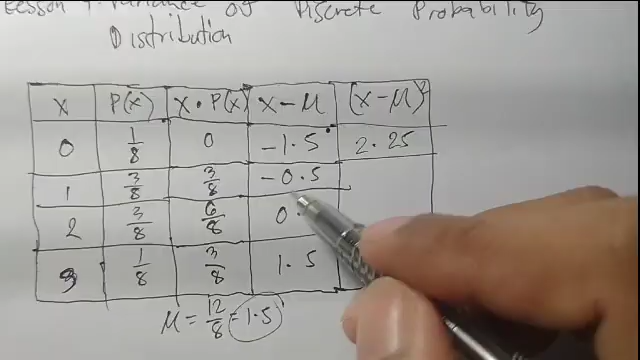 Lesson 4: Variance of Discrete Probability
Distribution
X P(X) X • P(X) X - μ (X - μ)²
0 1/8 0 -1.5 2.25
1 3/8 3/8 -0.5
2 3/8 6/8 0.
3 1/8 3/8 1.5
μ = 12/8 = 1.5